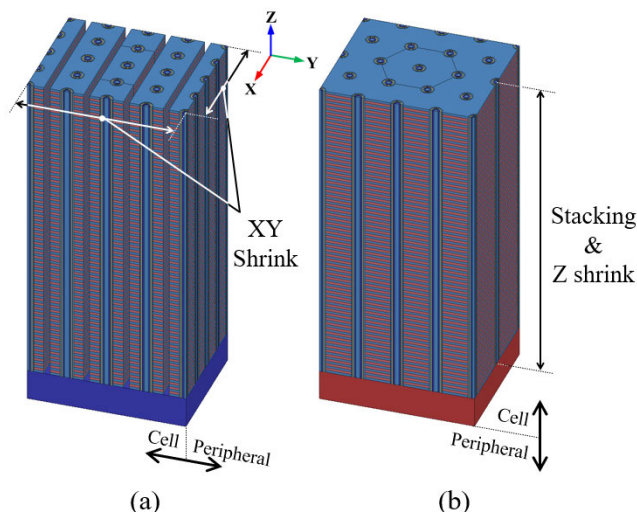 Z
Y
X
XY
Shrink
Stacking
&
Z shrink
Cell
Peripheral
Cell
Peripheral
(a)
(b)